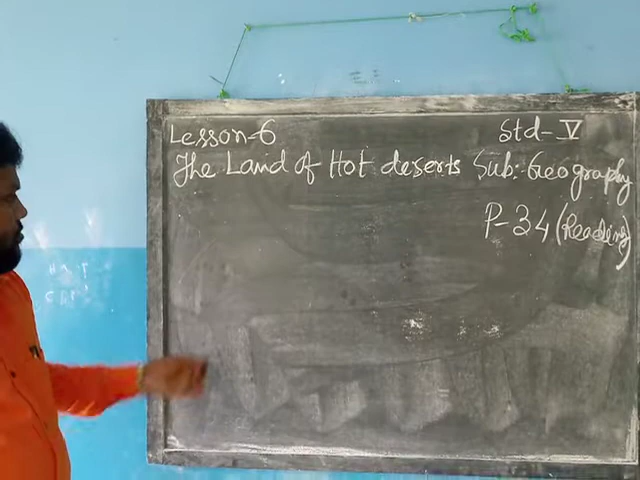 Lesson-6
Std-V
The Land of Hot deserts
Sub: Geography
P-34 (Reading)